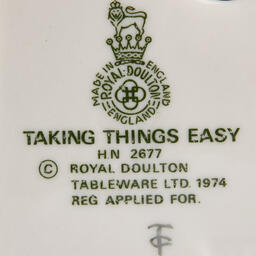 MADE IN ENGLAND
ROYAL DOULTON
ENGLAND
TAKING THINGS EASY
H.N 2677
© ROYAL DOULTON
TABLEWARE LTD. 1974
REG APPLIED FOR.